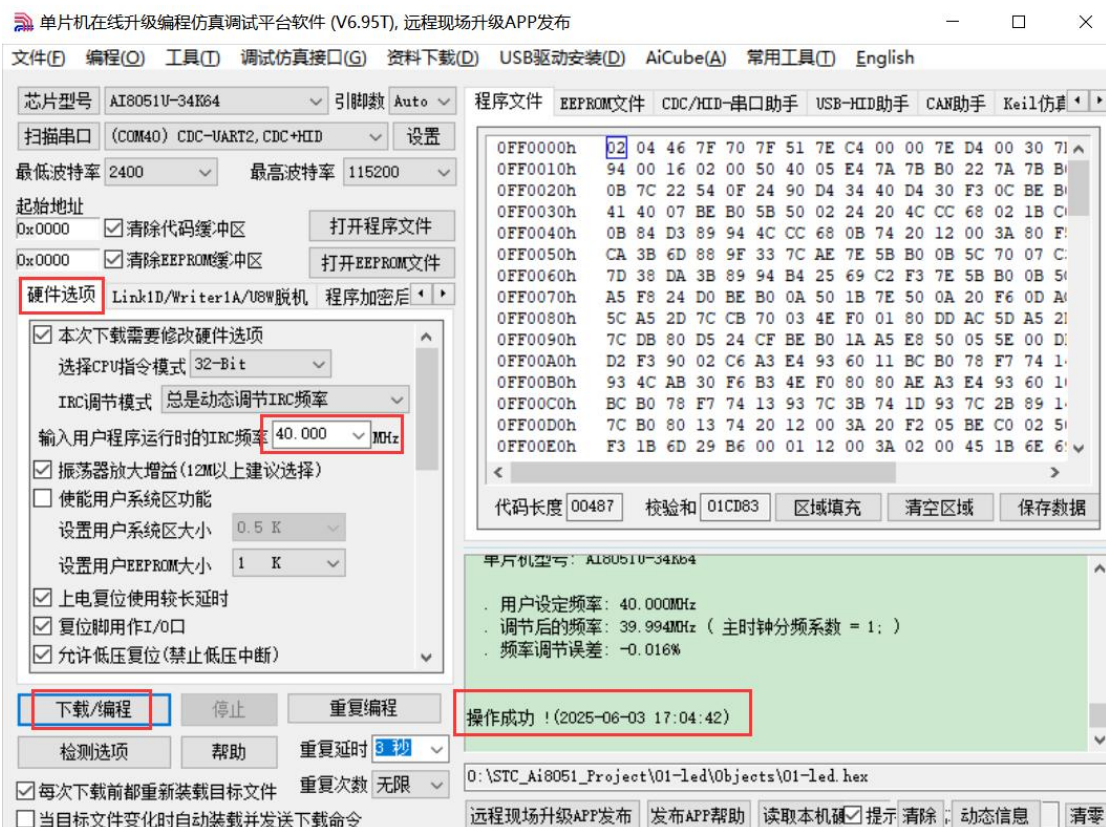 单片机在线升级编程仿真调试平台软件 (V6.95T), 远程现场升级APP发布
文件(F) 编程(O) 工具(T) 调试仿真接口(G) 资料下载(D) USB驱动安装(D) AiCube(A) 常用工具(T) English
芯片型号 AI8051U-34K64 引脚数 Auto
扫描串口 (COM40) CDC-UART2,CDC+HID 设置
最低波特率 2400 最高波特率 115200
起始地址
0x0000 清除代码缓冲区 打开程序文件
0x0000 清除EEPROM缓冲区 打开EEPROM文件
硬件选项 Link1D/Writer1A/U8W脱机 程序加密后
本次下载需要修改硬件选项
选择CPU指令模式 32-Bit
IRC调节模式 总是动态调节IRC频率
输入用户程序运行时的IRC频率 40.000 MHz
振荡器放大增益(12M以上建议选择)
使能用户系统区功能
设置用户系统区大小 0.5 K
设置用户EEPROM大小 1 K
上电复位使用较长延时
复位脚用作I/O口
允许低压复位(禁止低压中断)
下载/编程 停止 重复编程
检测选项 帮助 重复延时 3 秒
每次下载前都重新装载目标文件 重复次数 无限
当目标文件变化时自动装载并发送下载命令
程序文件 EEPROM文件 CDC/HID-串口助手 USB-HID助手 CAN助手 Keil仿真
0FF0000h 02 04 46 7F 70 7F 51 7E C4 00 00 7E D4 00 30
0FF0010h 94 00 16 02 00 50 40 05 E4 7A 7B B0 22 7A 7B
0FF0020h 0B 7C 22 54 0F 24 90 D4 34 40 D4 30 F3 0C BE
0FF0030h 41 40 07 BE B0 5B 50 02 24 20 4C CC 68 02 1B
0FF0040h 0B 84 D3 89 94 4C CC 68 0B 74 20 12 00 3A 80
0FF0050h CA 3B 6D 88 9F 33 7C AE 7E 5B B0 0B 5C 70 07
0FF0060h 7D 38 DA 3B 89 94 B4 25 69 C2 F3 7E 5B B0 0B
0FF0070h A5 F8 24 D0 BE B0 0A 50 1B 7E 50 0A 20 F6 0D
0FF0080h 5C A5 2D 7C CB 70 03 4E F0 01 80 DD AC 5D A5
0FF0090h 7C DB 80 D5 24 CF BE B0 1A A5 E8 50 05 5E 00
0FF00A0h D2 F3 90 02 C6 A3 E4 93 60 11 BC B0 78 F7 74
0FF00B0h 93 4C AB 30 F6 B3 4E F0 80 80 AE A3 E4 93 60
0FF00C0h BC B0 78 F7 74 13 93 7C 3B 74 1D 93 7C 2B 89
0FF00D0h 7C B0 80 13 74 20 12 00 3A 20 F2 05 BE C0 02
0FF00E0h F3 1B 6D 29 B6 00 01 12 00 3A 02 00 45 1B 6E
代码长度 00487 校验和 01CD83 区域填充 清空区域 保存数据
单片机型号: AI8051U-34K64
. 用户设定频率: 40.000MHz
. 调节后的频率: 39.994MHz ( 主时钟分频系数 = 1; )
. 频率调节误差: -0.016%
操作成功 !(2025-06-03 17:04:42)
O:\STC_Ai8051_Project\01-led\Objects\01-led.hex
远程现场升级APP发布 发布APP帮助 读取本机硬 提示 清除 动态信息 清零